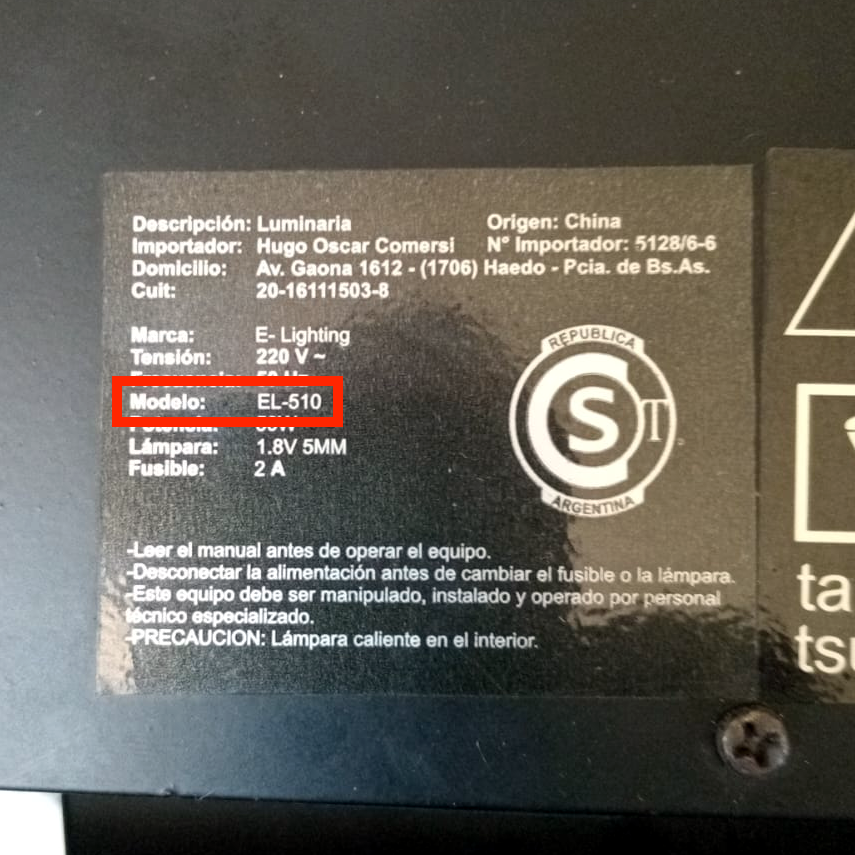 Descripción: Luminaria
Origen: China
Importador: Hugo Oscar Comersi
N° Importador: 5128/6-6
Domicilio: Av. Gaona 1612 - (1706) Haedo - Pcia. de Bs.As.
Cuit: 20-16111503-8
Marca: E- Lighting
Tensión: 220 V ~
Frecuencia: 50 Hz
Modelo: EL-510
Potencia:
Lámpara: 1.8V 5MM
Fusible: 2 A
REPUBLICA
S T
ARGENTINA
-Leer el manual antes de operar el equipo.
-Desconectar la alimentación antes de cambiar el fusible o la lámpara.
-Este equipo debe ser manipulado, instalado y operado por personal
técnico especializado.
-PRECAUCION: Lámpara caliente en el interior.
ta
tsu